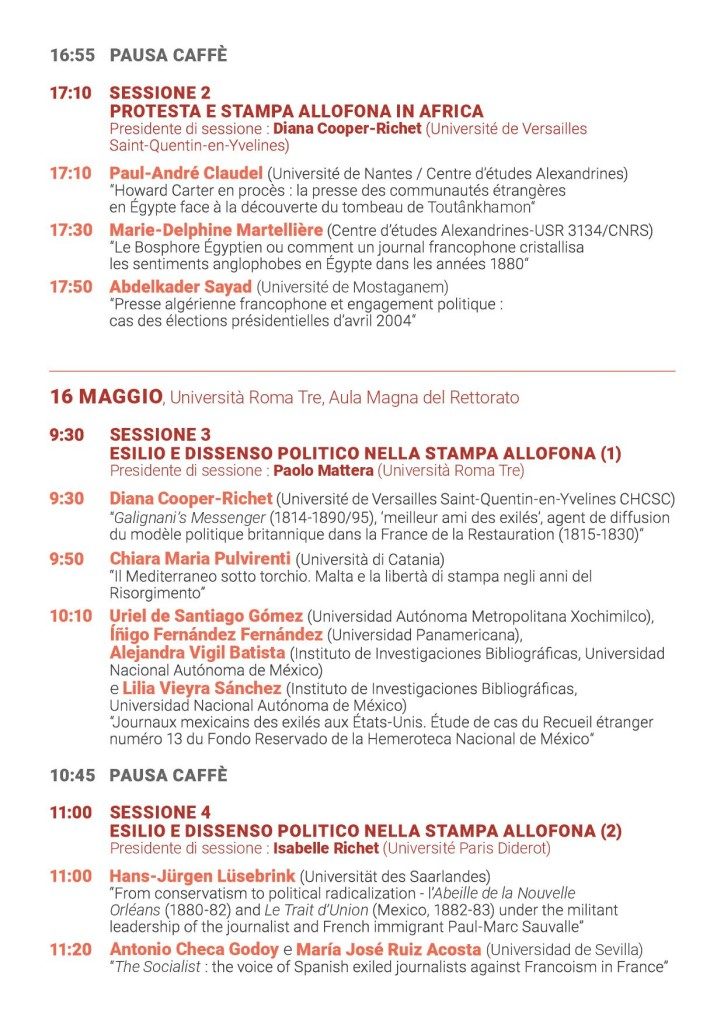 16:55 PAUSA CAFFÈ
17:10 SESSIONE 2
PROTESTA E STAMPA ALLOFONA IN AFRICA
Presidente di sessione : Diana Cooper-Richet (Université de Versailles
Saint-Quentin-en-Yvelines)
17:10 Paul-André Claudel (Université de Nantes / Centre d’études Alexandrines)
“Howard Carter en procès : la presse des communautés étrangères
en Égypte face à la découverte du tombeau de Toutânkhamon“
17:30 Marie-Delphine Martellière (Centre d’études Alexandrines-USR 3134/CNRS)
“Le Bosphore Égyptien ou comment un journal francophone cristallisa
les sentiments anglophobes en Égypte dans les années 1880“
17:50 Abdelkader Sayad (Université de Mostaganem)
“Presse algérienne francophone et engagement politique :
cas des élections présidentielles d’avril 2004“
16 MAGGIO, Università Roma Tre, Aula Magna del Rettorato
9:30 SESSIONE 3
ESILIO E DISSENSO POLITICO NELLA STAMPA ALLOFONA (1)
Presidente di sessione : Paolo Mattera (Università Roma Tre)
9:30 Diana Cooper-Richet (Université de Versailles Saint-Quentin-en-Yvelines CHCSC)
“Galignani’s Messenger (1814-1890/95), ‘meilleur ami des exilés’, agent de diffusion
du modèle politique britannique dans la France de la Restauration (1815-1830)“
9:50 Chiara Maria Pulvirenti (Università di Catania)
“Il Mediterraneo sotto torchio. Malta e la libertà di stampa negli anni del
Risorgimento”
10:10 Uriel de Santiago Gómez (Universidad Autónoma Metropolitana Xochimilco),
Íñigo Fernández Fernández (Universidad Panamericana),
Alejandra Vigil Batista (Instituto de Investigaciones Bibliográficas, Universidad
Nacional Autónoma de México)
e Lilia Vieyra Sánchez (Instituto de Investigaciones Bibliográficas,
Universidad Nacional Autónoma de México)
“Journaux mexicains des exilés aux États-Unis. Étude de cas du Recueil étranger
numéro 13 du Fondo Reservado de la Hemeroteca Nacional de México“
10:45 PAUSA CAFFÈ
11:00 SESSIONE 4
ESILIO E DISSENSO POLITICO NELLA STAMPA ALLOFONA (2)
Presidente di sessione : Isabelle Richet (Université Paris Diderot)
11:00 Hans-Jürgen Lüsebrink (Universität des Saarlandes)
“From conservatism to political radicalization - l’Abeille de la Nouvelle
Orléans (1880-82) and Le Trait d’Union (Mexico, 1882-83) under the militant
leadership of the journalist and French immigrant Paul-Marc Sauvalle”
11:20 Antonio Checa Godoy e María José Ruiz Acosta (Universidad de Sevilla)
“The Socialist : the voice of Spanish exiled journalists against Francoism in France”